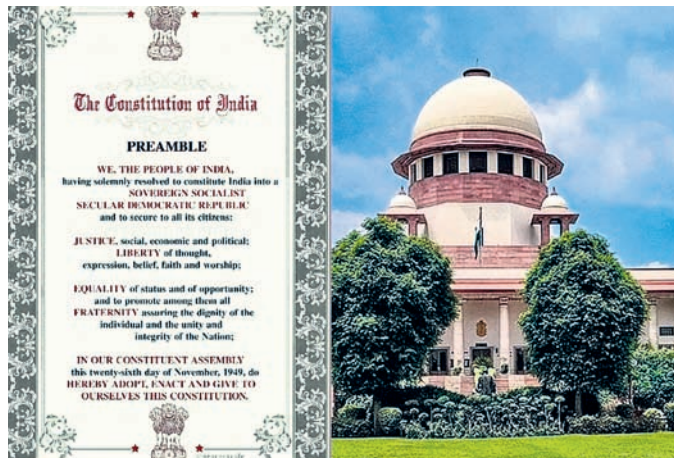 The Constitution of India
PREAMBLE
WE, THE PEOPLE OF INDIA,
having solemnly resolved to constitute India into a
SOVEREIGN SOCIALIST
SECULAR DEMOCRATIC REPUBLIC
and to secure to all its citizens:
JUSTICE, social, economic and political;
LIBERTY of thought,
expression, belief, faith and worship;
EQUALITY of status and of opportunity;
and to promote among them all
FRATERNITY assuring the dignity of the
individual and the unity and
integrity of the Nation;
IN OUR CONSTITUENT ASSEMBLY
this twenty-sixth day of November, 1949, do
HEREBY ADOPT, ENACT AND GIVE TO
OURSELVES THIS CONSTITUTION.